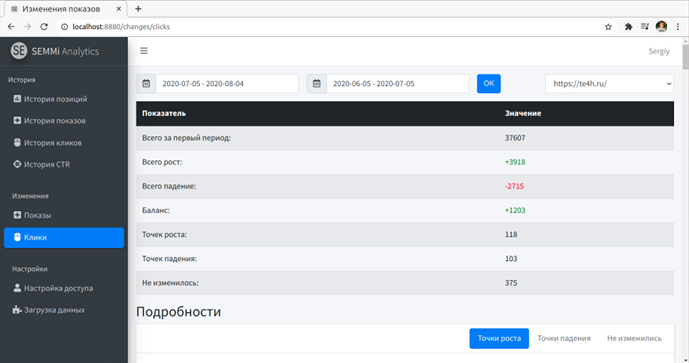 Изменения показов
localhost:8880/changes/clicks
SE SEMMi Analytics
Sergiy
История
История позиций
История показов
История кликов
История CTR
Изменения
Показы
Клики
Настройки
Настройка доступа
Загрузка данных
2020-07-05 - 2020-08-04
2020-06-05 - 2020-07-05
ОК
https://te4h.ru/
Показатель Значение
Всего за первый период: 37607
Всего рост: +3918
Всего падение: -2715
Баланс: +1203
Точек роста: 118
Точек падения: 103
Не изменилось: 375
Подробности
Точки роста Точки падения Не изменились